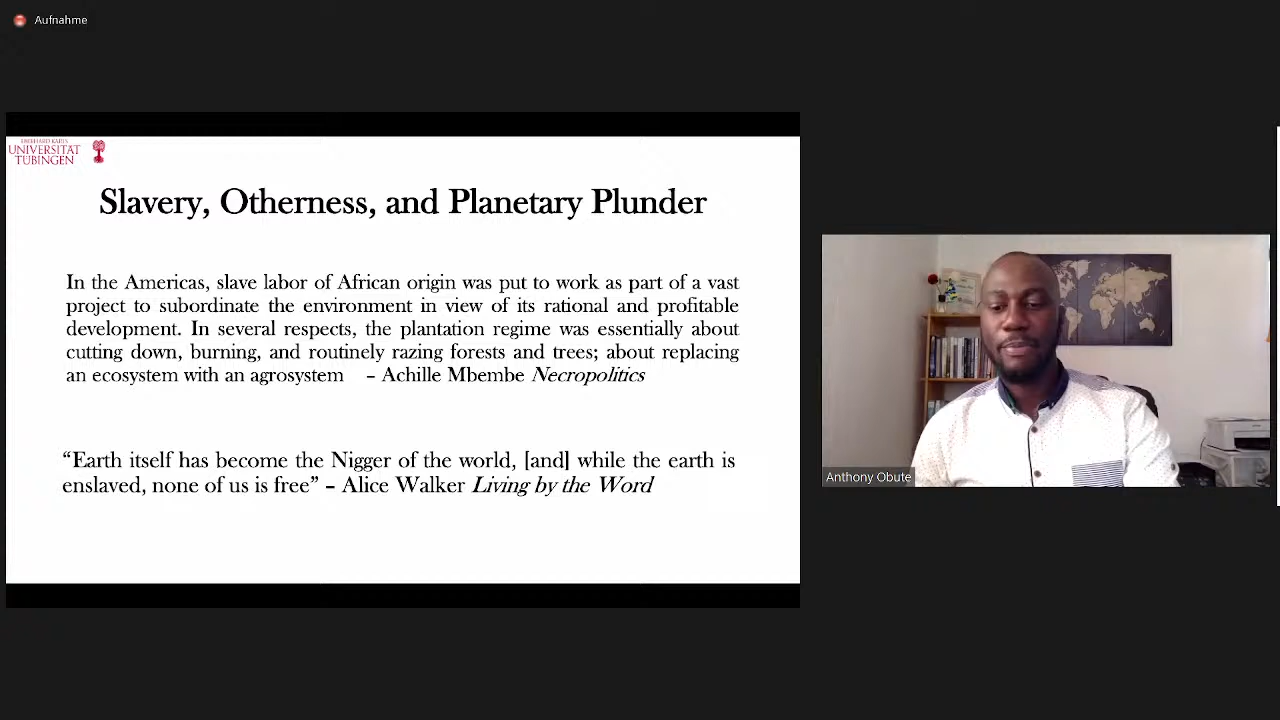 Aufnahme
EBERHARD KARLS
UNIVERSITÄT
TÜBINGEN
Slavery, Otherness, and Planetary Plunder
In the Americas, slave labor of African origin was put to work as part of a vast
project to subordinate the environment in view of its rational and profitable
development. In several respects, the plantation regime was essentially about
cutting down, burning, and routinely razing forests and trees; about replacing
an ecosystem with an agrosystem – Achille Mbembe Necropolitics
“Earth itself has become the Nigger of the world, [and] while the earth is
enslaved, none of us is free” – Alice Walker Living by the Word
Anthony Obute